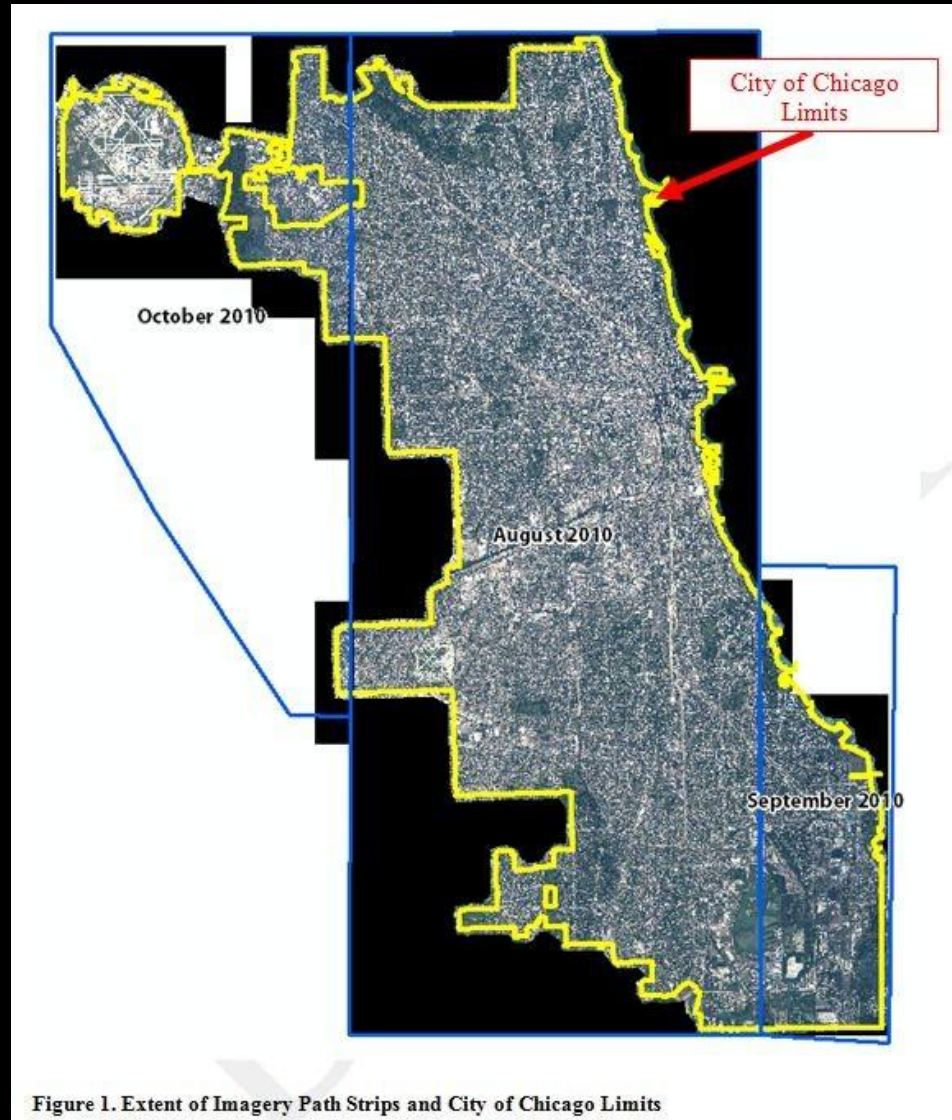 City of Chicago
Limits
October 2010
August 2010
September 2010
Figure 1. Extent of Imagery Path Strips and City of Chicago Limits